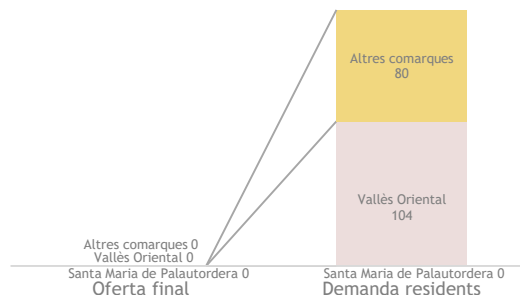 Altres comarques
80
Vallès Oriental
104
Altres comarques 0
Vallès Oriental 0
Santa Maria de Palautordera 0
Santa Maria de Palautordera 0
Oferta final
Demanda residents